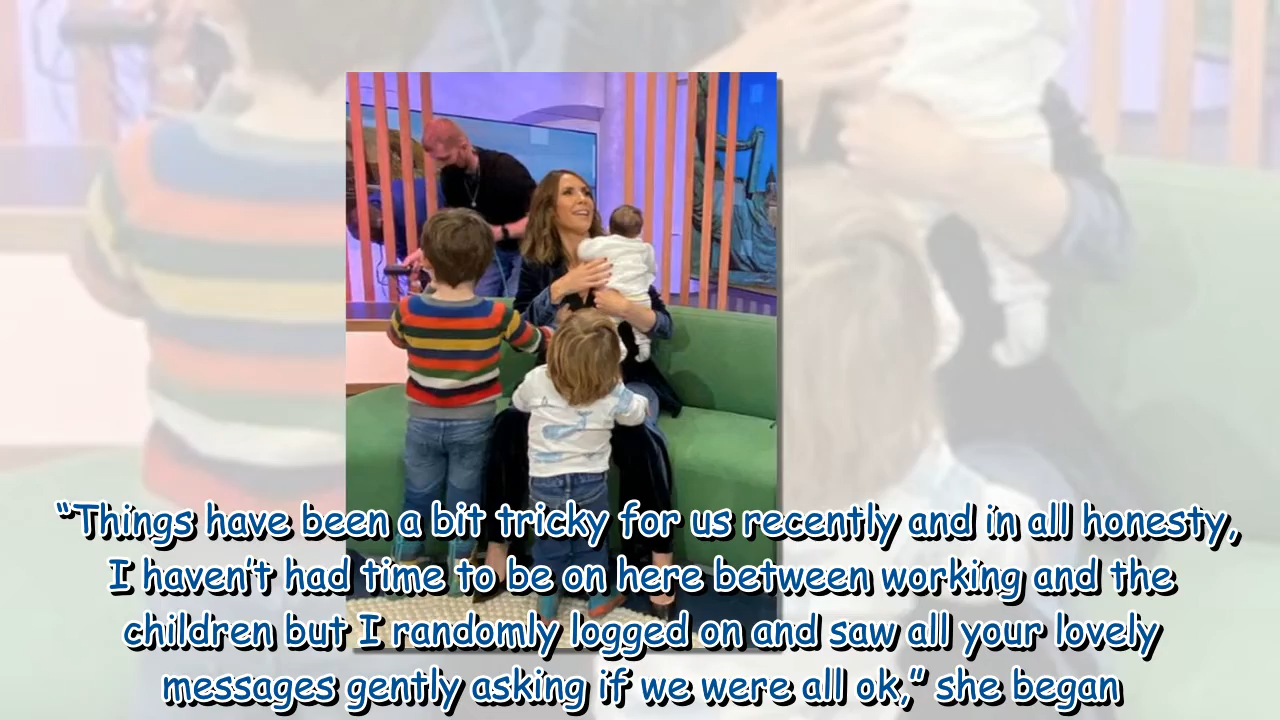 “Things have been a bit tricky for us recently and in all honesty,
I haven’t had time to be on here between working and the
children but I randomly logged on and saw all your lovely
messages gently asking if we were all ok,” she began